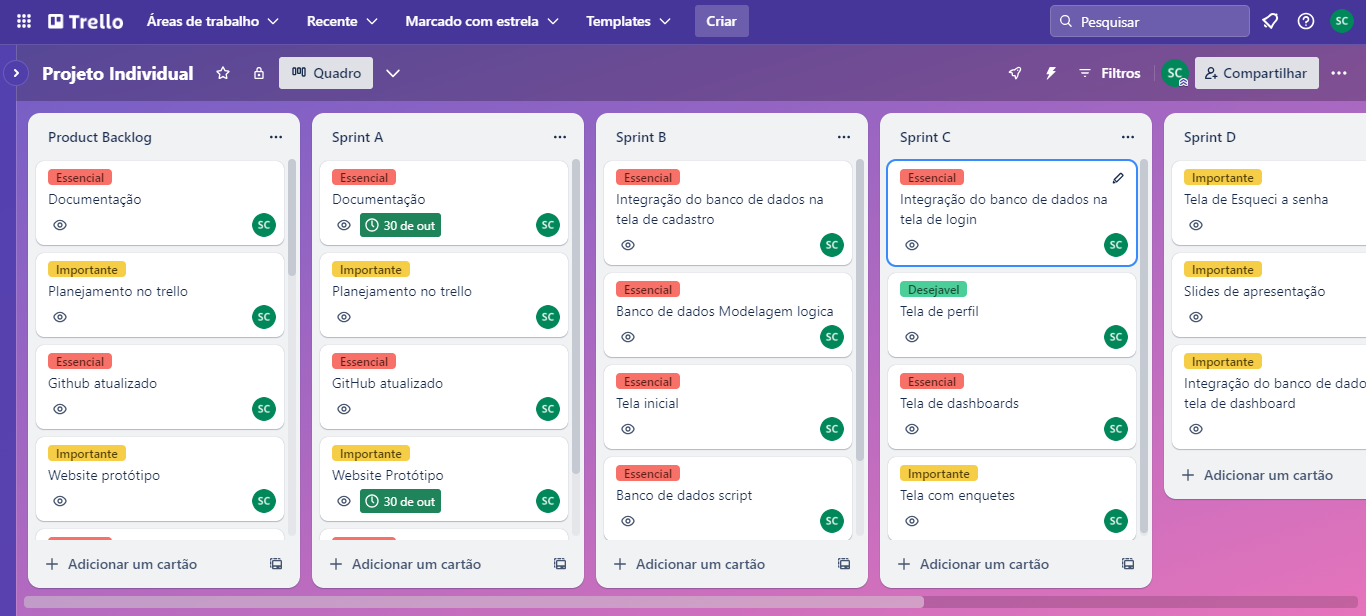 Trello
Áreas de trabalho
Recente
Marcado com estrela
Templates
Criar
Pesquisar
SC
Projeto Individual
Quadro
Filtros
SC
Compartilhar
Product Backlog
Essencial
Documentação
SC
Importante
Planejamento no trello
SC
Essencial
Github atualizado
SC
Importante
Website protótipo
SC
Adicionar um cartão
Sprint A
Essencial
Documentação
30 de out
SC
Importante
Planejamento no trello
SC
Essencial
GitHub atualizado
SC
Importante
Website Protótipo
30 de out
SC
Adicionar um cartão
Sprint B
Essencial
Integração do banco de dados na
tela de cadastro
SC
Essencial
Banco de dados Modelagem logica
SC
Essencial
Tela inicial
SC
Essencial
Banco de dados script
SC
Adicionar um cartão
Sprint C
Essencial
Integração do banco de dados na
tela de login
SC
Desejavel
Tela de perfil
SC
Essencial
Tela de dashboards
SC
Importante
Tela com enquetes
SC
Adicionar um cartão
Sprint D
Importante
Tela de Esqueci a senha
Importante
Slides de apresentação
Importante
Integração do banco de dado
tela de dashboard
Adicionar um cartão